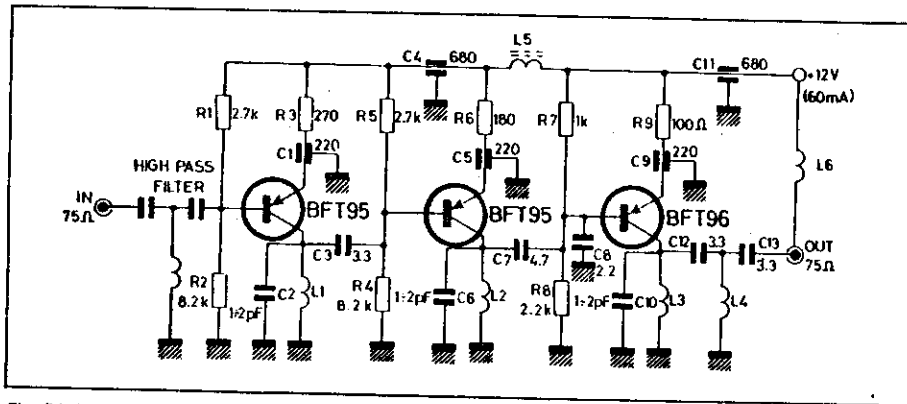 L5
C4 680
C11 680
+12V
(60mA)
R1 2.7k
R3 270
R5 2.7k
R6 180
R7 1k
R9 100Ω
C1 220
C5 220
C9 220
L6
HIGH PASS
FILTER
IN
75Ω
BFT95
BFT95
BFT96
C3 3.3
C7 4.7
C8
2.2
C12 3.3
C13
3.3
OUT
75Ω
R2
8.2k
1÷2pF
C2
L1
R4
8.2k
1÷2pF
C6
L2
R8
2.2k
1÷2pF
C10
L3
L4